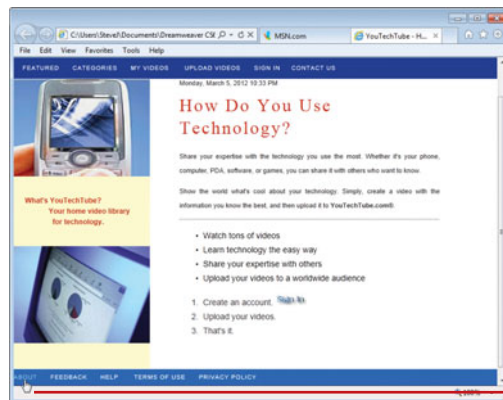 C:\Users\SteveJ\Documents\Dreamweaver CS6
MSN.com
YouTechTube - H...
File Edit View Favorites Tools Help
FEATURED CATEGORIES MY VIDEOS UPLOAD VIDEOS SIGN IN CONTACT US
Monday, March 5, 2012 10:33 PM
How Do You Use
Technology?
Share your expertise with the technology you use the most. Whether it's your phone,
computer, PDA, software, or games, you can share it with others who want to know.
Show the world what's cool about your technology. Simply, create a video with the
information you know the best, and then upload it to YouTechTube.com®.
What's YouTechTube?
Your home video library
for technology.
• Watch tons of videos
• Learn technology the easy way
• Share your expertise with others
• Upload your videos to a worldwide audience
1. Create an account. Sign In
2. Upload your videos.
3. That's it.
ABOUT FEEDBACK HELP TERMS OF USE PRIVACY POLICY
100%